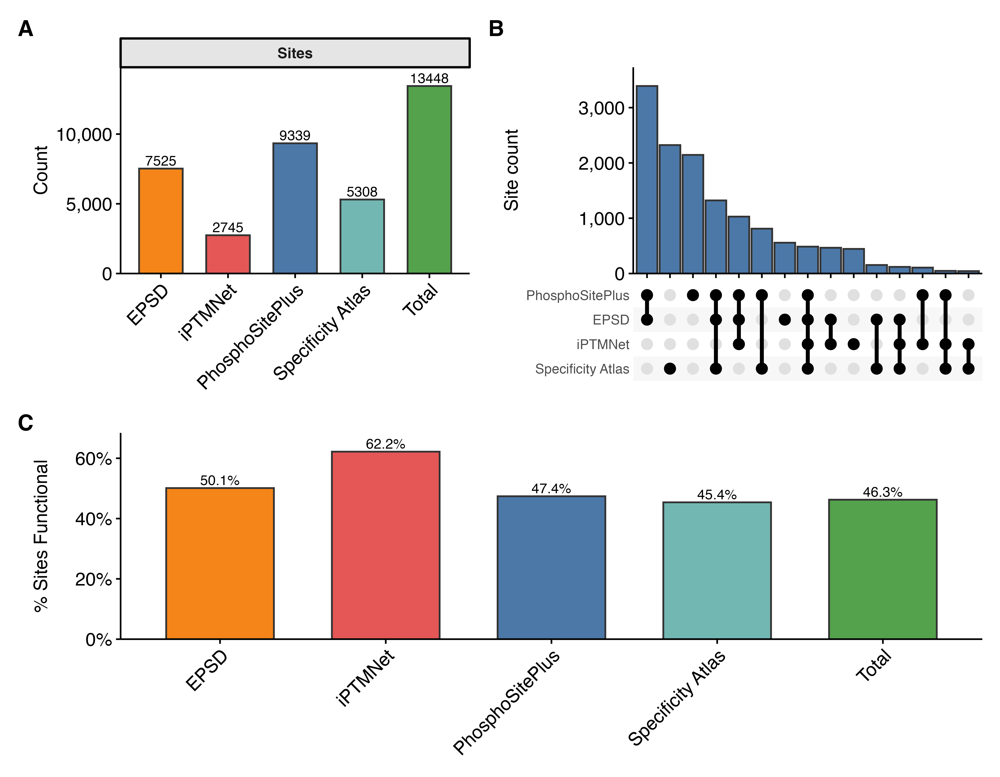 A
Sites
Count
10,000
5,000
0
7525
2745
9339
5308
13448
EPSD
iPTMNet
PhosphoSitePlus
Specificity Atlas
Total
B
Site count
3,000
2,000
1,000
0
PhosphoSitePlus
EPSD
iPTMNet
Specificity Atlas
C
% Sites Functional
60%
40%
20%
0%
50.1%
62.2%
47.4%
45.4%
46.3%
EPSD
iPTMNet
PhosphoSitePlus
Specificity Atlas
Total